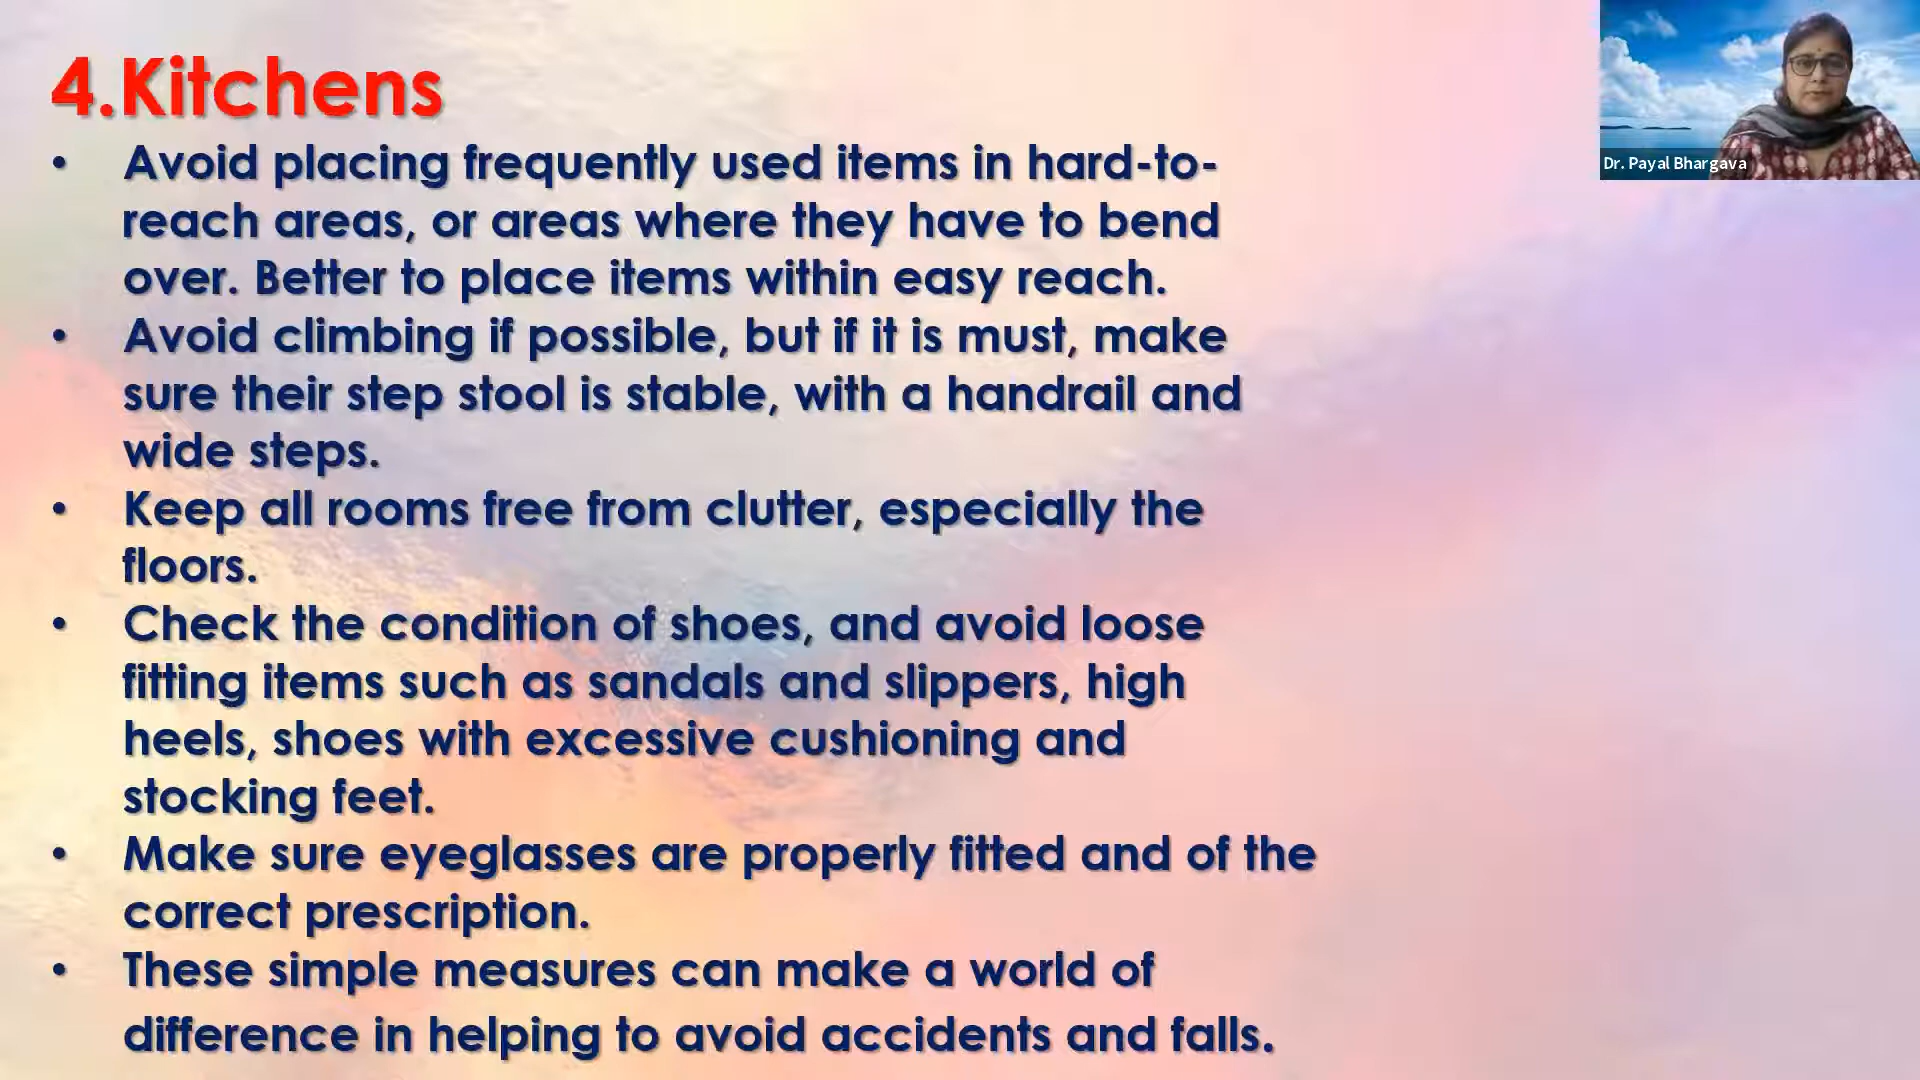 4.Kitchens
• Avoid placing frequently used items in hard-to-
reach areas, or areas where they have to bend
over. Better to place items within easy reach.
• Avoid climbing if possible, but if it is must, make
sure their step stool is stable, with a handrail and
wide steps.
• Keep all rooms free from clutter, especially the
floors.
• Check the condition of shoes, and avoid loose
fitting items such as sandals and slippers, high
heels, shoes with excessive cushioning and
stocking feet.
• Make sure eyeglasses are properly fitted and of the
correct prescription.
• These simple measures can make a world of
difference in helping to avoid accidents and falls.
Dr. Payal Bhargava